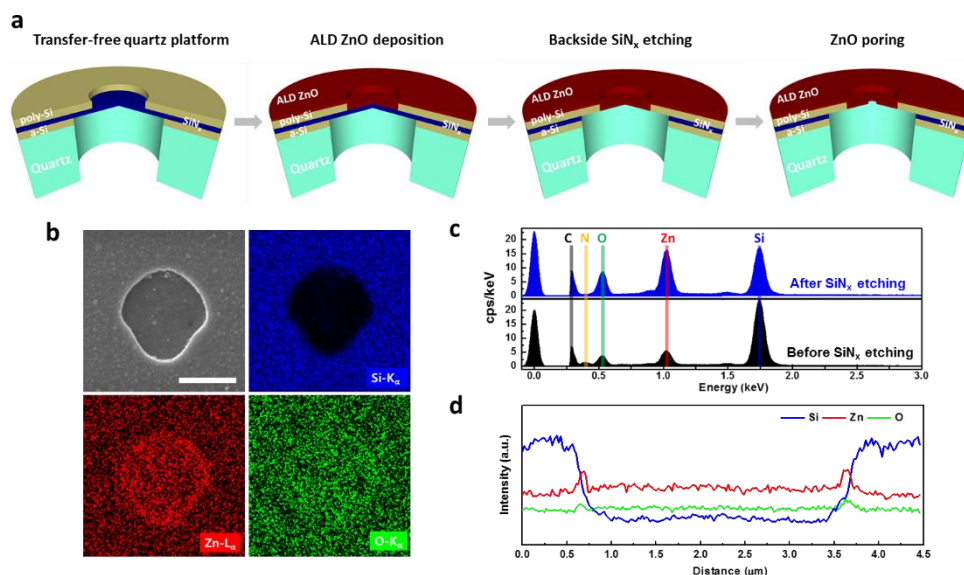 a
Transfer-free quartz platform
ALD ZnO deposition
Backside SiNx etching
ZnO poring
poly-Si
a-Si
SiNx
Quartz
ALD ZnO
poly-Si
a-Si
SiNx
Quartz
ALD ZnO
poly-Si
a-Si
SiNx
Quartz
ALD ZnO
poly-Si
a-Si
SiNx
Quartz
b
Si-Kα
Zn-Lα
O-Kα
c
C N O Zn Si
20
15
10
5
0
After SiNx etching
20
15
10
5
0
Before SiNx etching
cps/keV
0.0 0.5 1.0 1.5 2.0 2.5 3.0
Energy (keV)
d
Si Zn O
Intensity (a.u.)
0.0 0.5 1.0 1.5 2.0 2.5 3.0 3.5 4.0 4.5
Distance (μm)